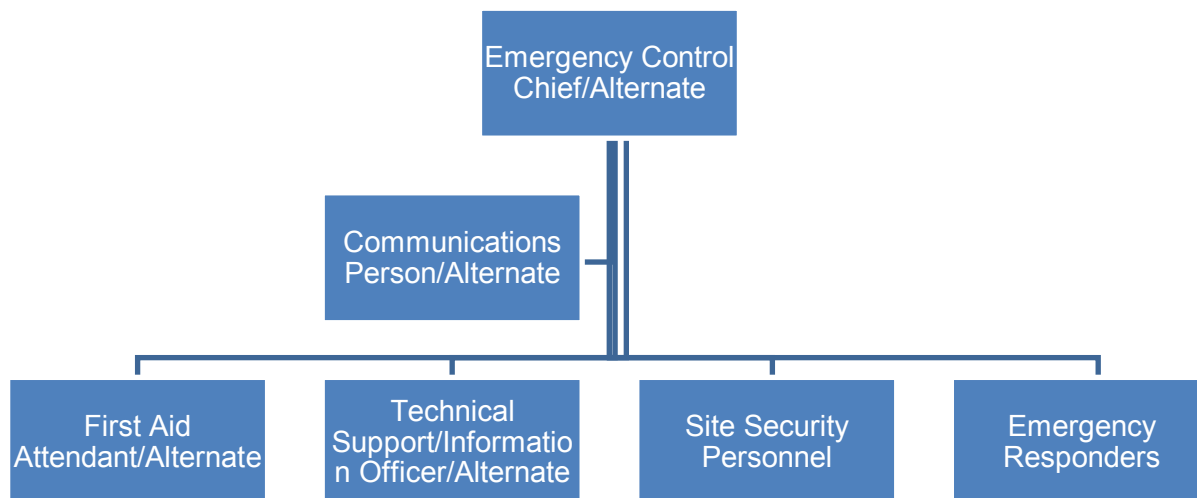 Emergency Control
Chief/Alternate
Communications
Person/Alternate
First Aid
Attendant/Alternate
Technical
Support/Informatio
n Officer/Alternate
Site Security
Personnel
Emergency
Responders